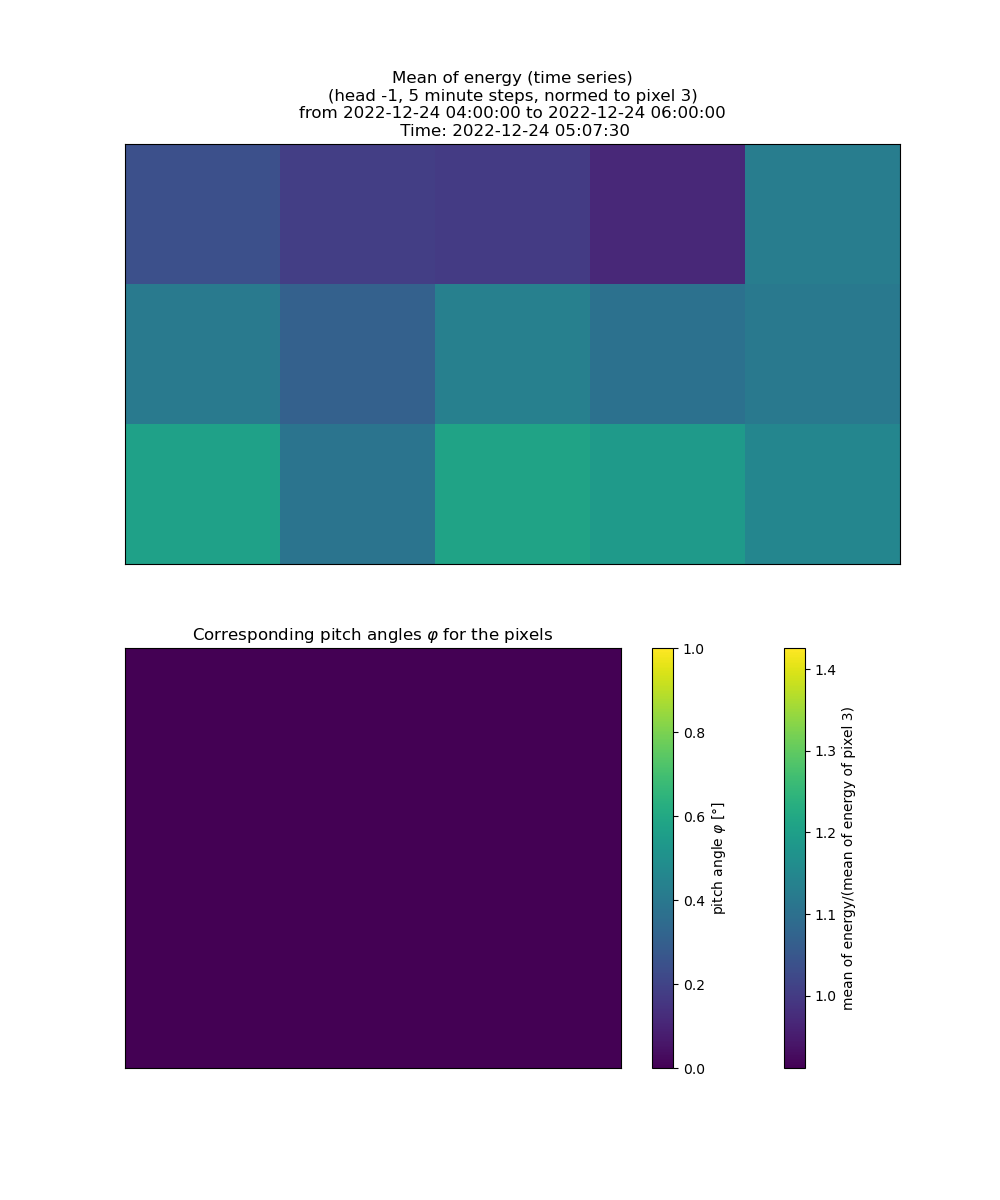 Mean of energy (time series)
(head -1, 5 minute steps, normed to pixel 3)
from 2022-12-24 04:00:00 to 2022-12-24 06:00:00
Time: 2022-12-24 05:07:30
Corresponding pitch angles φ for the pixels
1.0
0.8
0.6
0.4
0.2
0.0
pitch angle φ [°]
1.4
1.3
1.2
1.1
1.0
mean of energy/(mean of energy of pixel 3)